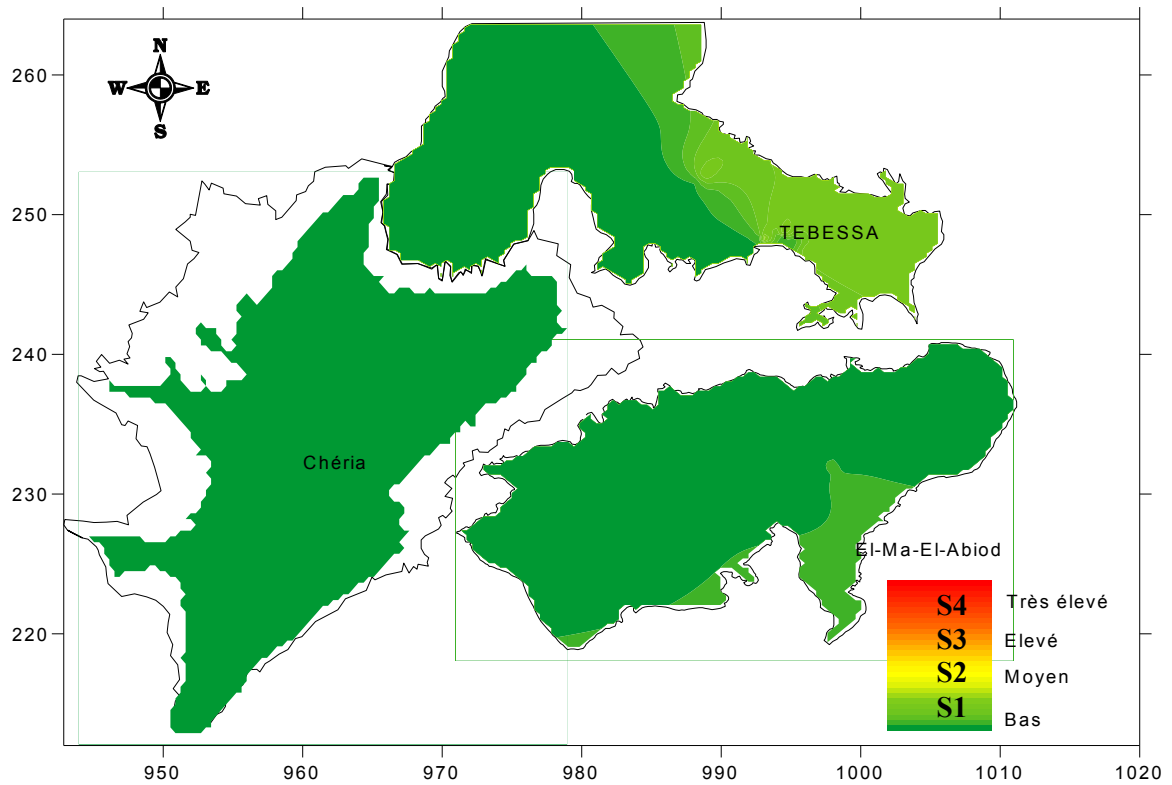 N
W E
S
260
250
240
230
220
TEBESSA
Chéria
El-Ma-El-Abiod
S4 Très élevé
S3 Elevé
S2 Moyen
S1 Bas
950 960 970 980 990 1000 1010 1020